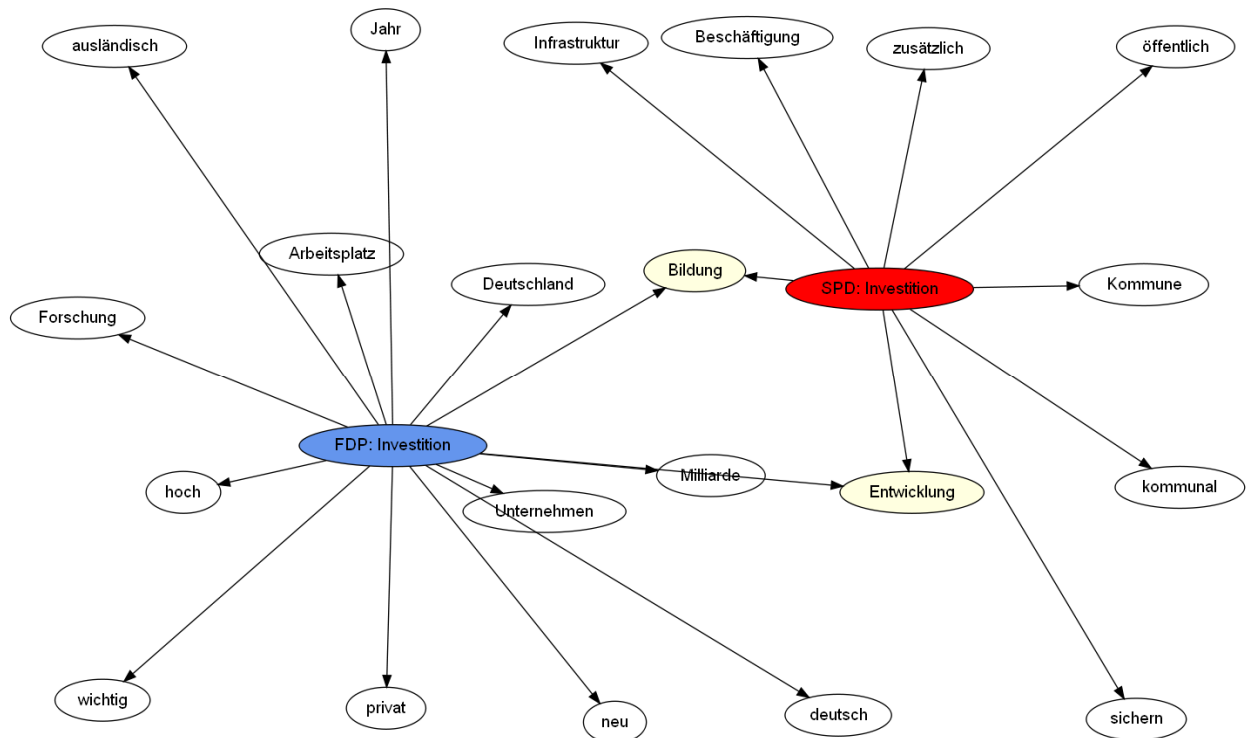 Jahr
ausländisch
Infrastruktur
Beschäftigung
zusätzlich
öffentlich
Arbeitsplatz
Deutschland
Bildung
SPD: Investition
Kommune
Forschung
FDP: Investition
hoch
Unternehmen
Milliarde
Entwicklung
kommunal
wichtig
privat
neu
deutsch
sichern